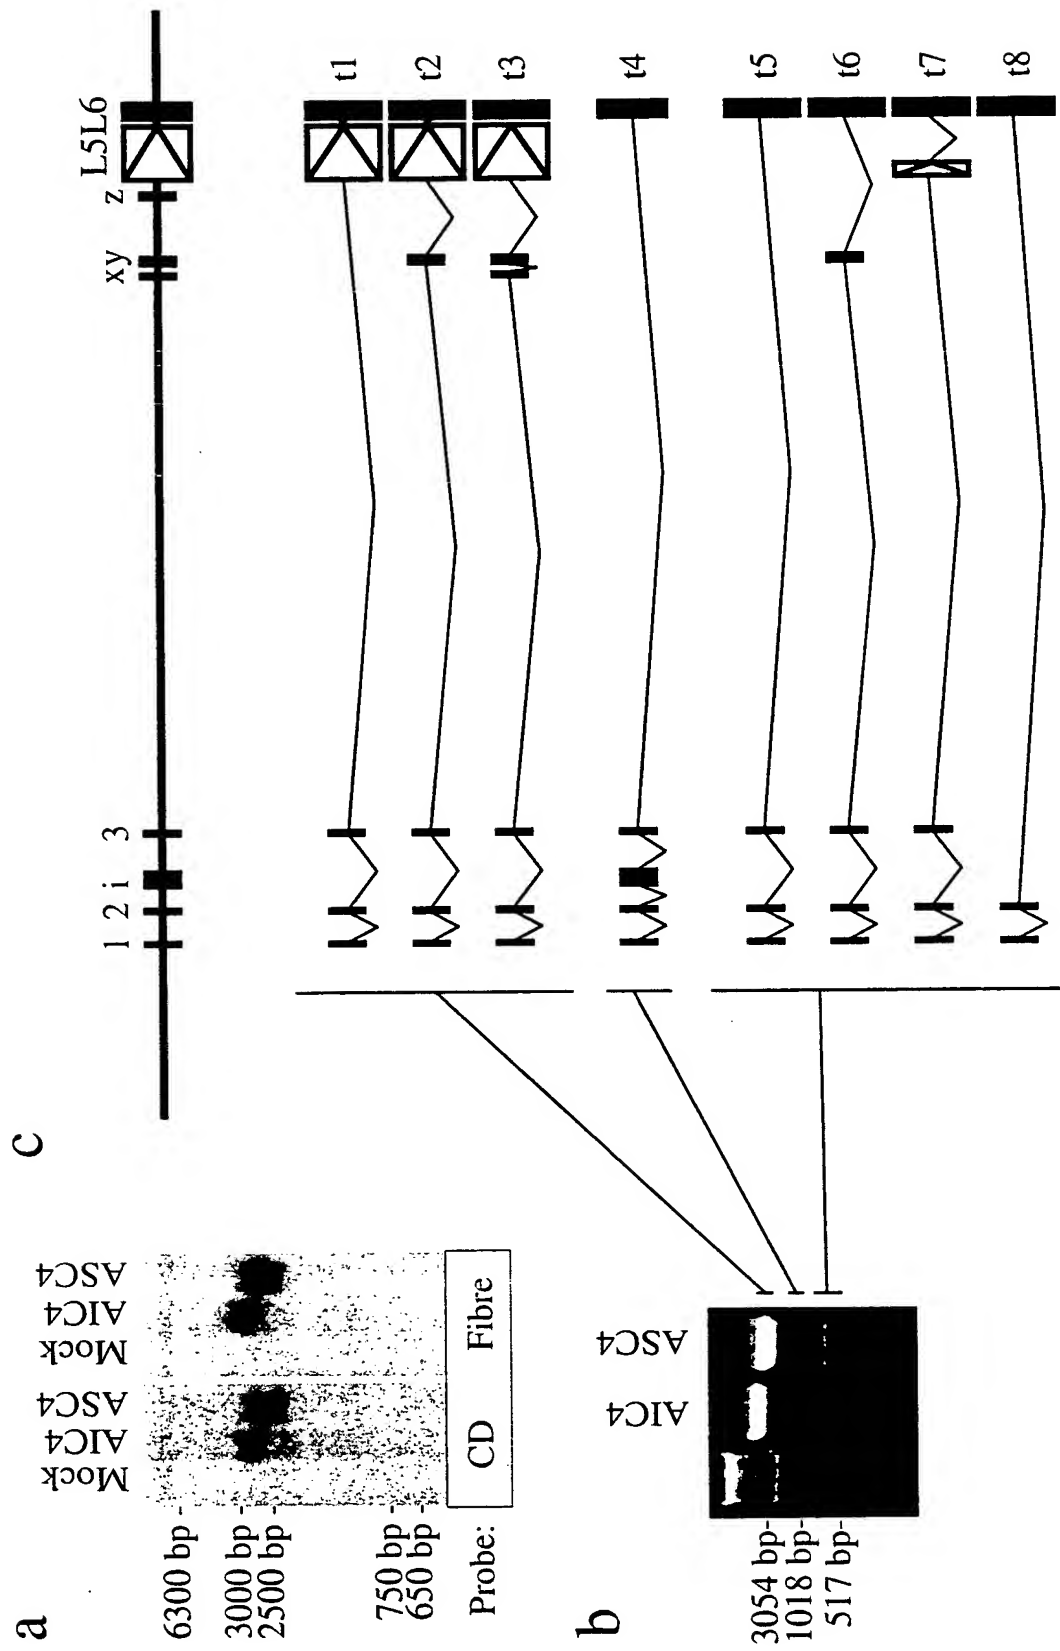 a
Mock AIC4 ASC4 Mock AIC4 ASC4
6300 bp-
3000 bp-
2500 bp-
750 bp-
650 bp-
Probe: CD Fibre
b
AIC4 ASC4
3054 bp-
1018 bp-
517 bp-
c
1 2 i 3 xy z L5L6
t1
t2
t3
t4
t5
t6
t7
t8